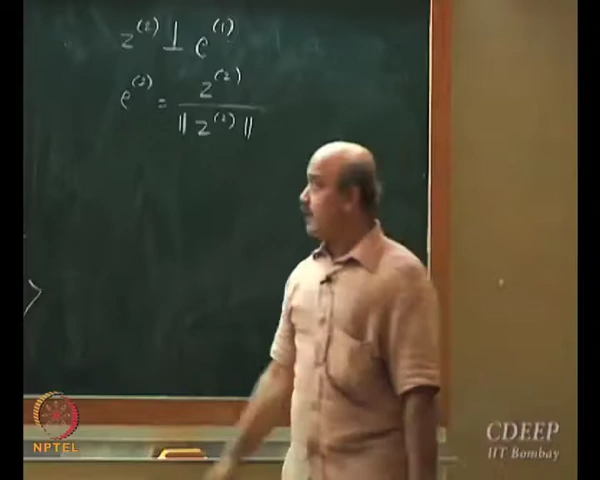 z^(2) ⊥ e^(1)
e^(2) = z^(2) / ‖ z^(2) ‖
NPTEL
CDEEP
IIT Bombay